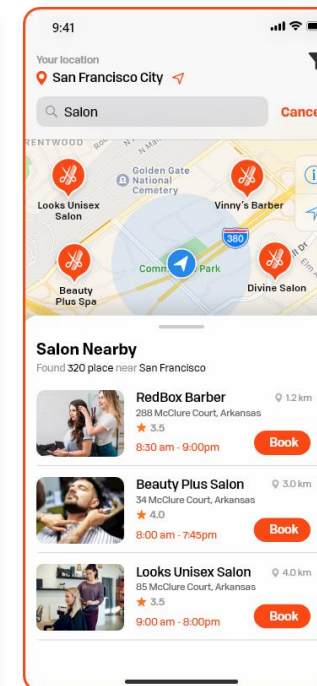 9:41
Your location
San Francisco City
Salon
Cance
RENTWOOD
Golden Gate
National
Cemetery
Looks Unisex
Salon
Vinny's Barber
380
Park
Beauty
Plus Spa
Divine Salon
Salon Nearby
Found 320 place near San Francisco
RedBox Barber
1.2 km
288 McClure Court, Arkansas
3.5
8:30 am - 9:00pm
Book
Beauty Plus Salon
3.0 km
34 McClure Court, Arkansas
4.0
8:00 am - 7:45pm
Book
Looks Unisex Salon
4.0 km
85 McClure Court, Arkansas
3.5
9:00 am - 8:00pm
Book